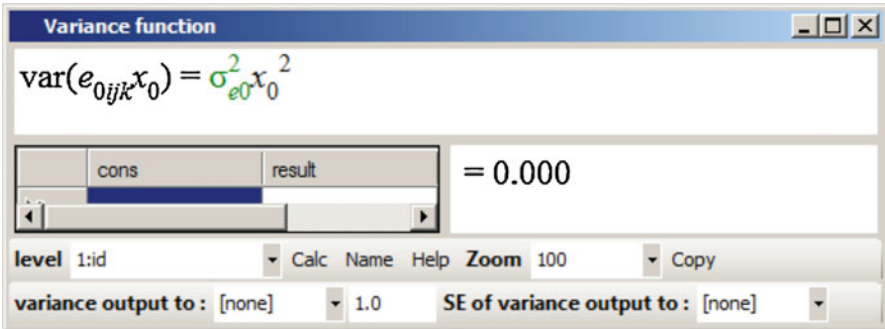 Variance function
var(e₀ᵢⱼₖx₀) = σ²ₑ₀x₀²
cons result
= 0.000
level 1:id Calc Name Help Zoom 100 Copy
variance output to : [none] 1.0 SE of variance output to : [none]